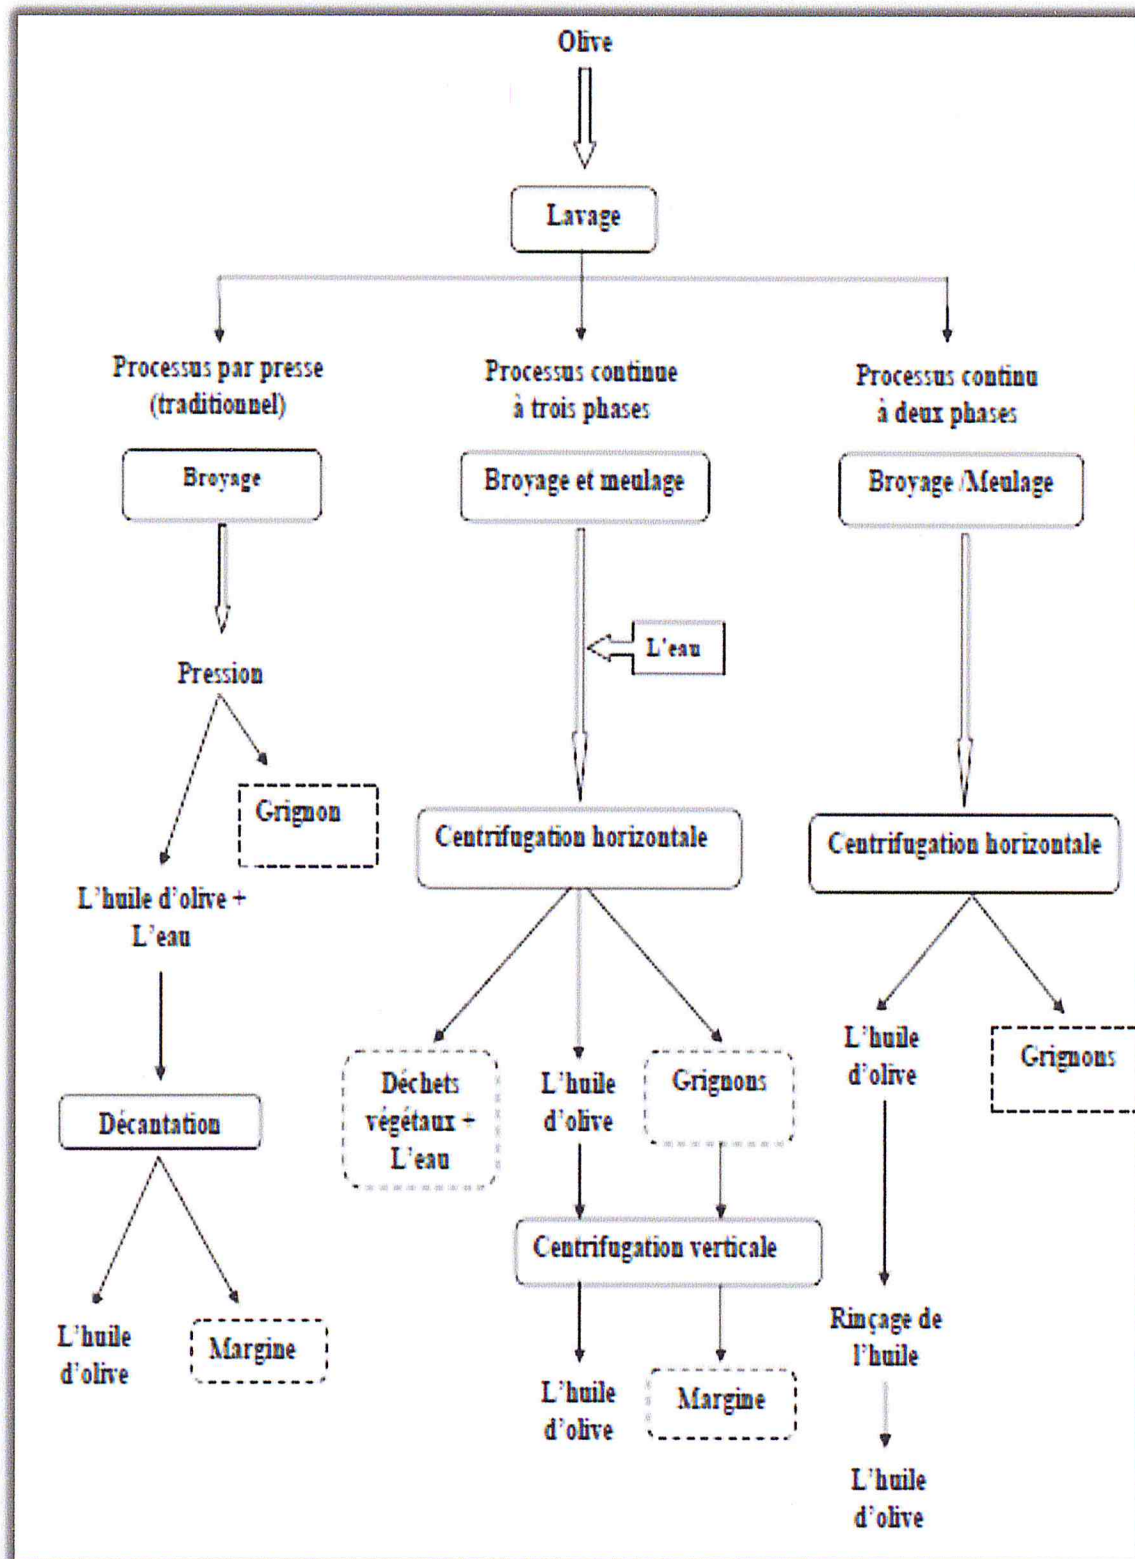 Olive
Lavage
Processus par presse
(traditionnel)
Broyage
Pression
Grignon
L'huile d'olive +
L'eau
Décantation
L'huile
d'olive
Margine
Processus continue
à trois phases
Broyage et meulage
L'eau
Centrifugation horizontale
Déchets
végétaux +
L'eau
L'huile
d'olive
Grignons
Centrifugation verticale
L'huile
d'olive
Margine
Processus continu
à deux phases
Broyage /Meulage
Centrifugation horizontale
L'huile
d'olive
Grignons
Rinçage de
l'huile
L'huile
d'olive